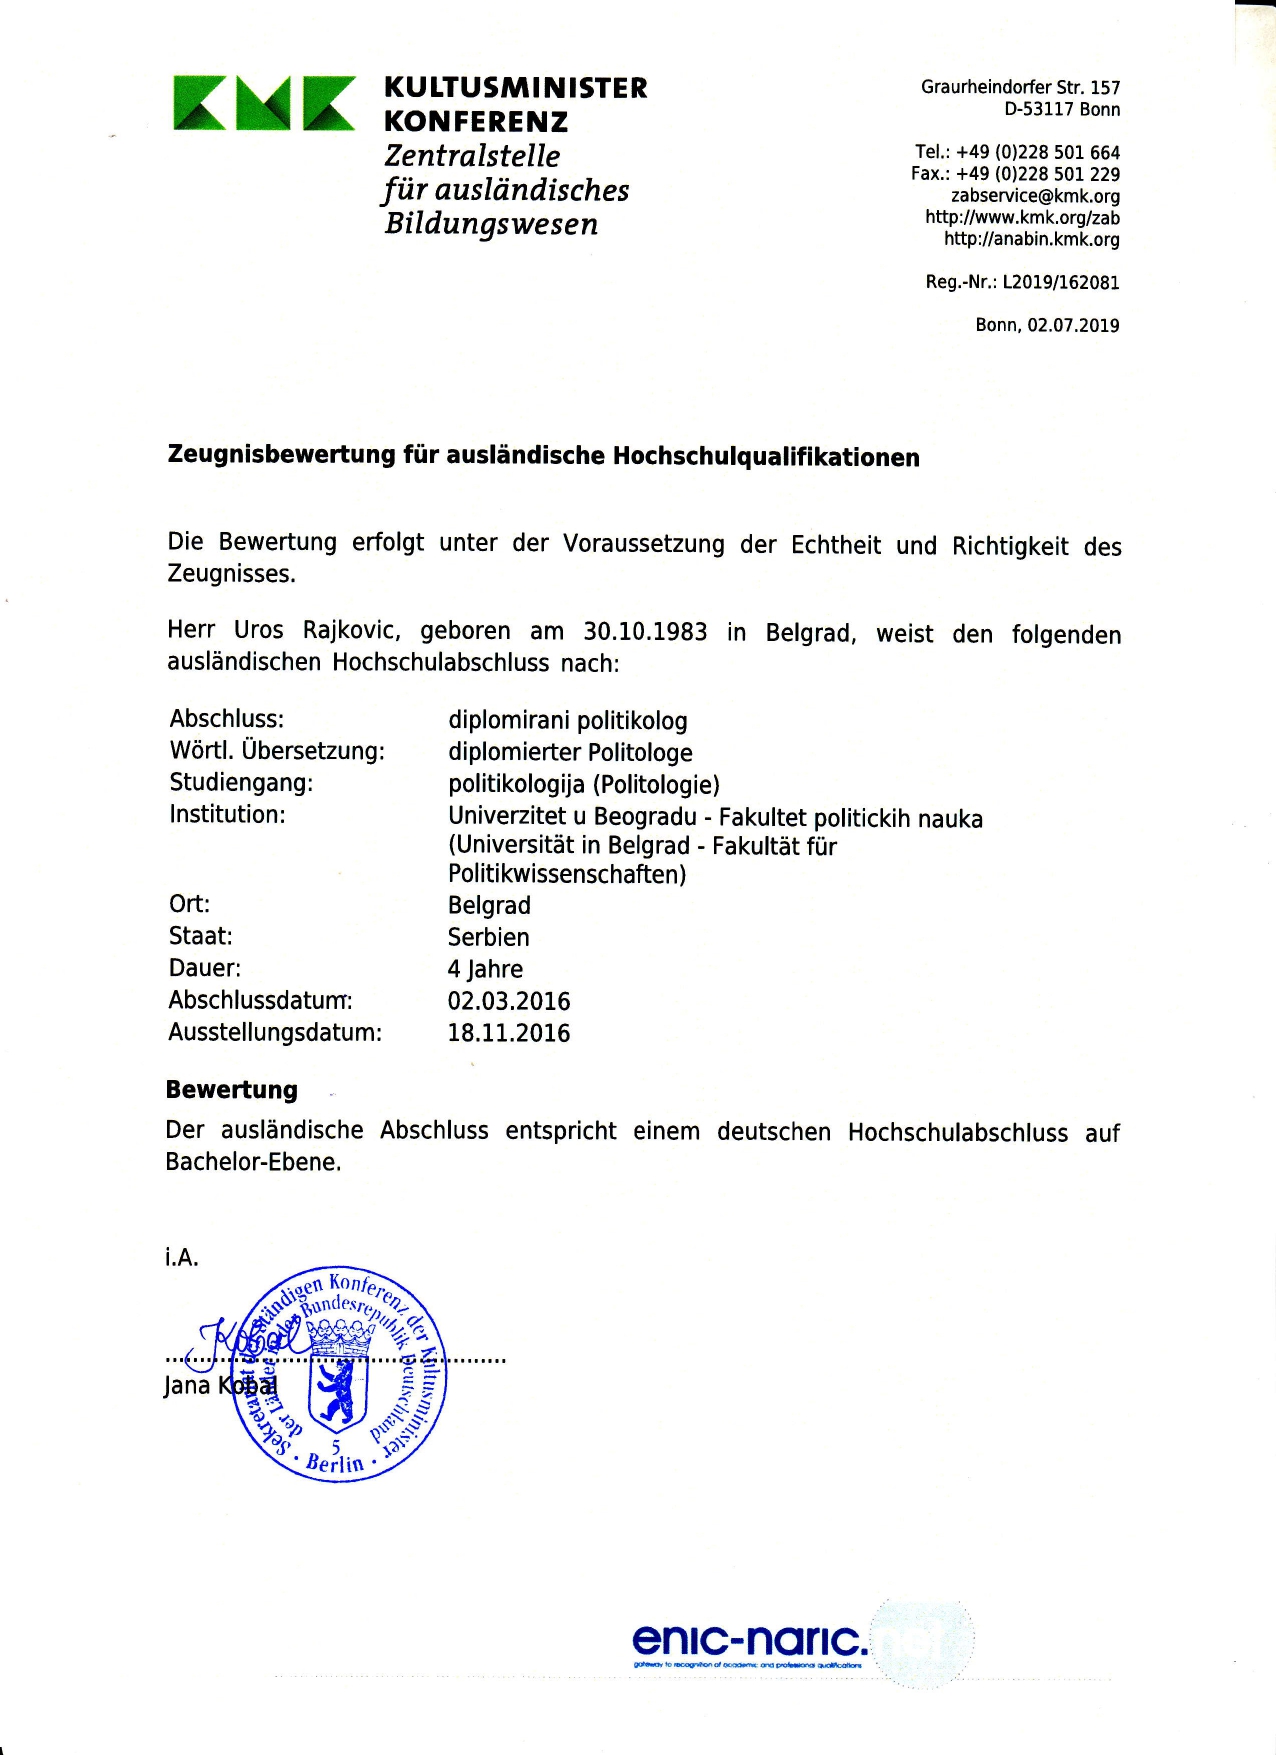 KMK
KULTUSMINISTER
KONFERENZ
Zentralstelle
für ausländisches
Bildungswesen
Graurheindorfer Str. 157
D-53117 Bonn
Tel.: +49 (0)228 501 664
Fax.: +49 (0)228 501 229
zabservice@kmk.org
http://www.kmk.org/zab
http://anabin.kmk.org
Reg.-Nr.: L2019/162081
Bonn, 02.07.2019
Zeugnisbewertung für ausländische Hochschulqualifikationen
Die Bewertung erfolgt unter der Voraussetzung der Echtheit und Richtigkeit des
Zeugnisses.
Herr Uros Rajkovic, geboren am 30.10.1983 in Belgrad, weist den folgenden
ausländischen Hochschulabschluss nach:
Abschluss: diplomirani politikolog
Wörtl. Übersetzung: diplomierter Politologe
Studiengang: politikologija (Politologie)
Institution: Univerzitet u Beogradu - Fakultet politickih nauka
(Universität in Belgrad - Fakultät für
Politikwissenschaften)
Ort: Belgrad
Staat: Serbien
Dauer: 4 Jahre
Abschlussdatum: 02.03.2016
Ausstellungsdatum: 18.11.2016
Bewertung
Der ausländische Abschluss entspricht einem deutschen Hochschulabschluss auf
Bachelor-Ebene.
i.A.
Kobal
Jana Kobal
Sekretariat der Ständigen Konferenz der Kultusminister
der Länder in der Bundesrepublik Deutschland
5
· Berlin ·
enic-naric.net
gateway to recognition of academic and professional qualifications